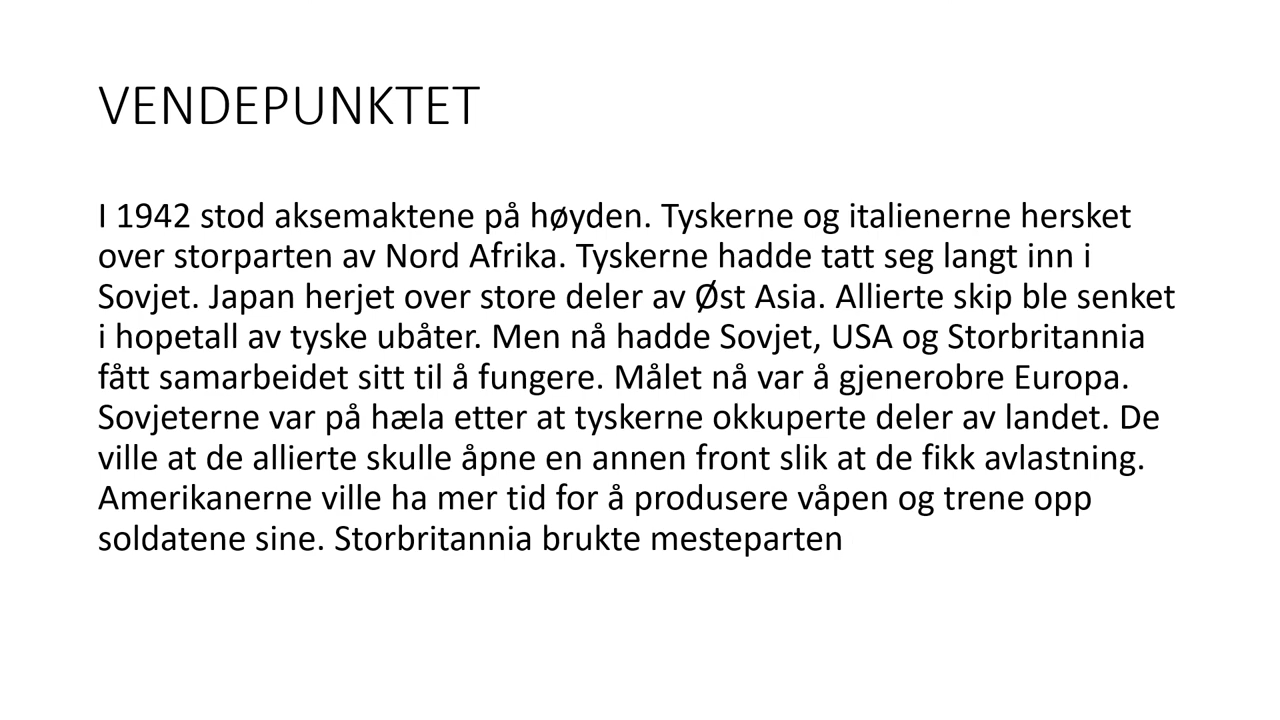 VENDEPUNKTET
I 1942 stod aksemaktene på høyden. Tyskerne og italienerne hersket
over storparten av Nord Afrika. Tyskerne hadde tatt seg langt inn i
Sovjet. Japan herjet over store deler av Øst Asia. Allierte skip ble senket
i hopetall av tyske ubåter. Men nå hadde Sovjet, USA og Storbritannia
fått samarbeidet sitt til å fungere. Målet nå var å gjenerobre Europa.
Sovjeterne var på hæla etter at tyskerne okkuperte deler av landet. De
ville at de allierte skulle åpne en annen front slik at de fikk avlastning.
Amerikanerne ville ha mer tid for å produsere våpen og trene opp
soldatene sine. Storbritannia brukte mesteparten